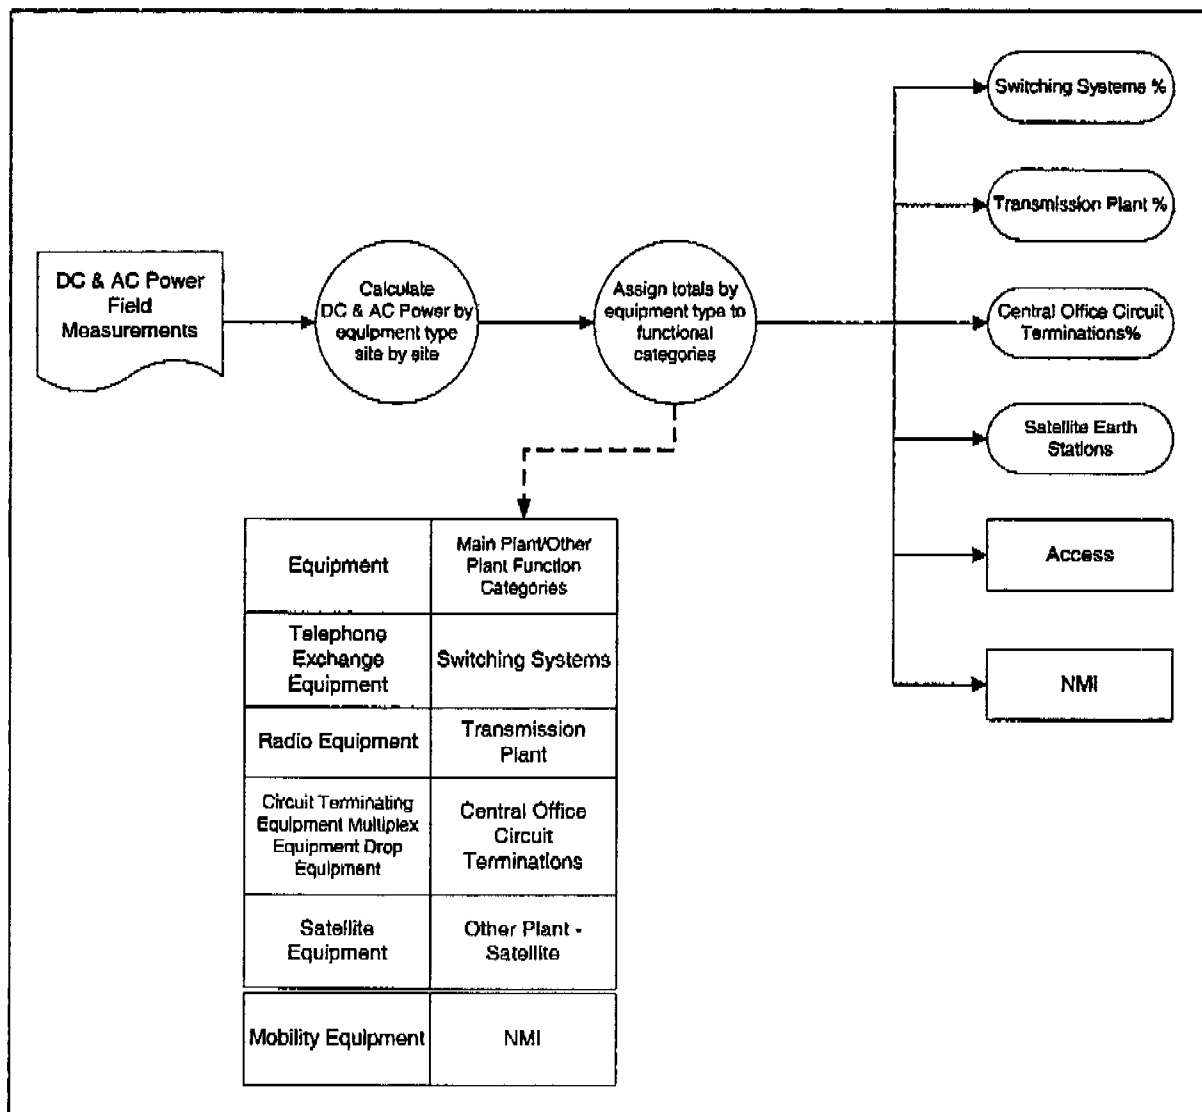 Switching Systems %
Transmission Plant %
DC & AC Power
Field
Measurements
Calculate
DC & AC Power by
equipment type
site by site
Assign totals by
equipment type to
functional
categories
Central Office Circuit
Terminations%
Satellite Earth
Stations
Access
NMI
Equipment
Main Plant/Other
Plant Function
Categories
Telephone
Exchange
Equipment
Switching Systems
Radio Equipment
Transmission
Plant
Circuit Terminating
Equipment Multiplex
Equipment Drop
Equipment
Central Office
Circuit
Terminations
Satellite
Equipment
Other Plant -
Satellite
Mobility Equipment
NMI